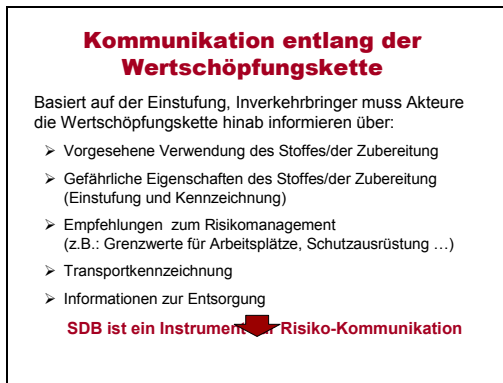 Kommunikation entlang der
Wertschöpfungskette
Basiert auf der Einstufung, Inverkehrbringer muss Akteure
die Wertschöpfungskette hinab informieren über:
➢ Vorgesehene Verwendung des Stoffes/der Zubereitung
➢ Gefährliche Eigenschaften des Stoffes/der Zubereitung
(Einstufung und Kennzeichnung)
➢ Empfehlungen zum Risikomanagement
(z.B.: Grenzwerte für Arbeitsplätze, Schutzausrüstung …)
➢ Transportkennzeichnung
➢ Informationen zur Entsorgung
SDB ist ein Instrument Risiko-Kommunikation